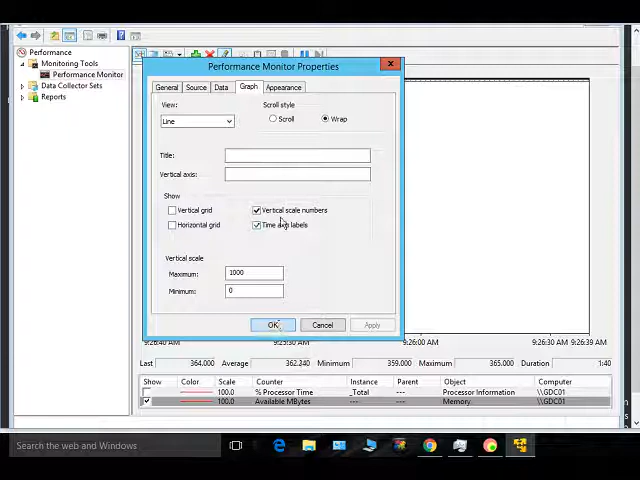 Performance
Monitoring Tools
Performance Monitor
Data Collector Sets
Reports
Performance Monitor Properties
General Source Data Graph Appearance
View: Scroll style
Line Scroll Wrap
Title:
Vertical axis:
Show
Vertical grid Vertical scale numbers
Horizontal grid Time axis labels
Vertical scale
Maximum: 1000
Minimum: 0
OK Cancel Apply
9:26:40 AM 9:26:00 AM 9:26:30 AM 9:26:39 AM
Last 364.000 Average 362.240 Minimum 359.000 Maximum 365.000 Duration 1:40
Show Color Scale Counter Instance Parent Object Computer
100.0 % Processor Time _Total --- Processor Information \\GDC01
100.0 Available MBytes --- --- Memory \\GDC01
Search the web and Windows